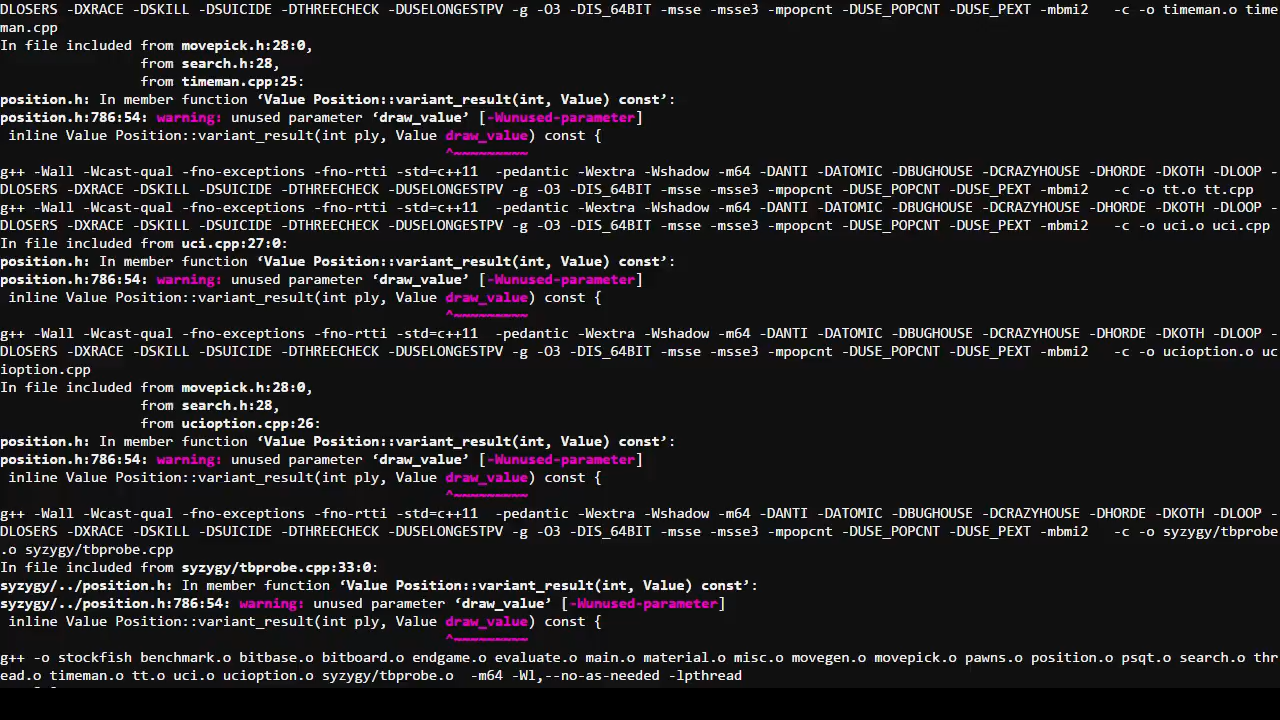 DLOSERS -DXRACE -DSKILL -DSUICIDE -DTHREECHECK -DUSELONGESTPV -g -O3 -DIS_64BIT -msse -msse3 -mpopcnt -DUSE_POPCNT -DUSE_PEXT -mbmi2   -c -o timeman.o time
man.cpp
In file included from movepick.h:28:0,
                 from search.h:28,
                 from timeman.cpp:25:
position.h: In member function ‘Value Position::variant_result(int, Value) const’:
position.h:786:54: warning: unused parameter ‘draw_value’ [-Wunused-parameter]
 inline Value Position::variant_result(int ply, Value draw_value) const {
                                                      ^~~~~~~~~~
g++ -Wall -Wcast-qual -fno-exceptions -fno-rtti -std=c++11  -pedantic -Wextra -Wshadow -m64 -DANTI -DATOMIC -DBUGHOUSE -DCRAZYHOUSE -DHORDE -DKOTH -DLOOP -
DLOSERS -DXRACE -DSKILL -DSUICIDE -DTHREECHECK -DUSELONGESTPV -g -O3 -DIS_64BIT -msse -msse3 -mpopcnt -DUSE_POPCNT -DUSE_PEXT -mbmi2   -c -o tt.o tt.cpp
g++ -Wall -Wcast-qual -fno-exceptions -fno-rtti -std=c++11  -pedantic -Wextra -Wshadow -m64 -DANTI -DATOMIC -DBUGHOUSE -DCRAZYHOUSE -DHORDE -DKOTH -DLOOP -
DLOSERS -DXRACE -DSKILL -DSUICIDE -DTHREECHECK -DUSELONGESTPV -g -O3 -DIS_64BIT -msse -msse3 -mpopcnt -DUSE_POPCNT -DUSE_PEXT -mbmi2   -c -o uci.o uci.cpp
In file included from uci.cpp:27:0:
position.h: In member function ‘Value Position::variant_result(int, Value) const’:
position.h:786:54: warning: unused parameter ‘draw_value’ [-Wunused-parameter]
 inline Value Position::variant_result(int ply, Value draw_value) const {
                                                      ^~~~~~~~~~
g++ -Wall -Wcast-qual -fno-exceptions -fno-rtti -std=c++11  -pedantic -Wextra -Wshadow -m64 -DANTI -DATOMIC -DBUGHOUSE -DCRAZYHOUSE -DHORDE -DKOTH -DLOOP -
DLOSERS -DXRACE -DSKILL -DSUICIDE -DTHREECHECK -DUSELONGESTPV -g -O3 -DIS_64BIT -msse -msse3 -mpopcnt -DUSE_POPCNT -DUSE_PEXT -mbmi2   -c -o ucioption.o uc
ioption.cpp
In file included from movepick.h:28:0,
                 from search.h:28,
                 from ucioption.cpp:26:
position.h: In member function ‘Value Position::variant_result(int, Value) const’:
position.h:786:54: warning: unused parameter ‘draw_value’ [-Wunused-parameter]
 inline Value Position::variant_result(int ply, Value draw_value) const {
                                                      ^~~~~~~~~~
g++ -Wall -Wcast-qual -fno-exceptions -fno-rtti -std=c++11  -pedantic -Wextra -Wshadow -m64 -DANTI -DATOMIC -DBUGHOUSE -DCRAZYHOUSE -DHORDE -DKOTH -DLOOP -
DLOSERS -DXRACE -DSKILL -DSUICIDE -DTHREECHECK -DUSELONGESTPV -g -O3 -DIS_64BIT -msse -msse3 -mpopcnt -DUSE_POPCNT -DUSE_PEXT -mbmi2   -c -o syzygy/tbprobe
.o syzygy/tbprobe.cpp
In file included from syzygy/tbprobe.cpp:33:0:
syzygy/../position.h: In member function ‘Value Position::variant_result(int, Value) const’:
syzygy/../position.h:786:54: warning: unused parameter ‘draw_value’ [-Wunused-parameter]
 inline Value Position::variant_result(int ply, Value draw_value) const {
                                                      ^~~~~~~~~~
g++ -o stockfish benchmark.o bitbase.o bitboard.o endgame.o evaluate.o main.o material.o misc.o movegen.o movepick.o pawns.o position.o psqt.o search.o thr
ead.o timeman.o tt.o uci.o ucioption.o syzygy/tbprobe.o  -m64 -Wl,--no-as-needed -lpthread